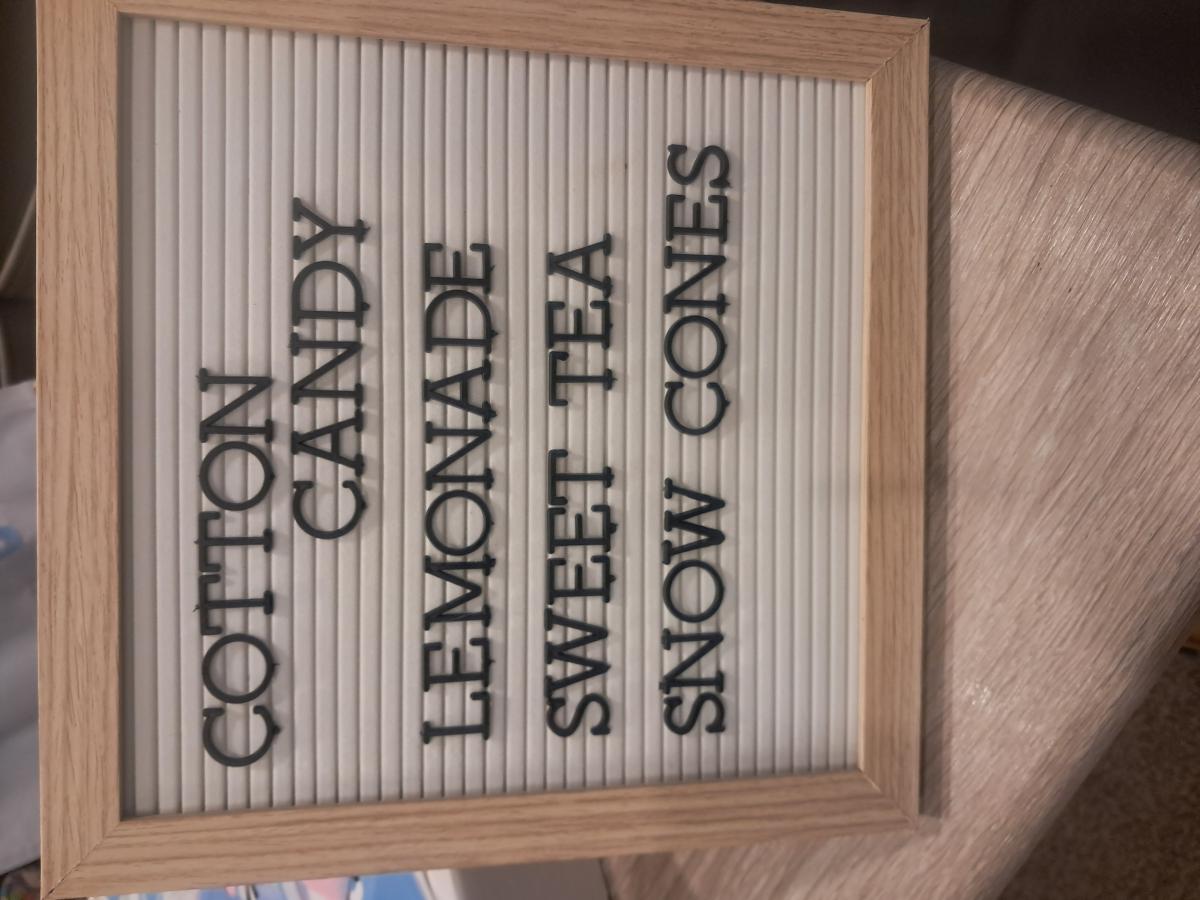 COTTON
CANDY
LEMONADE
SWEET TEA
SNOW CONES